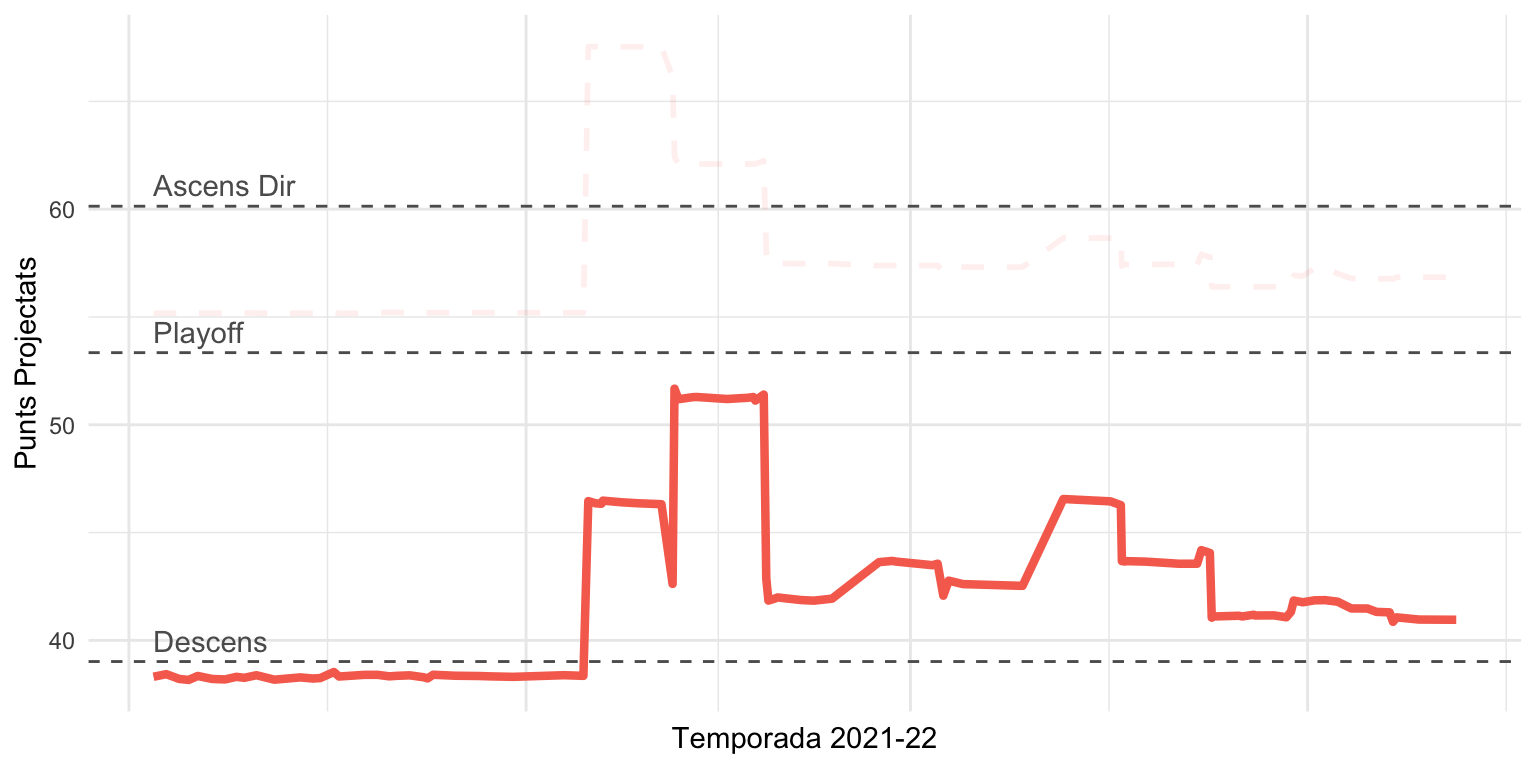 Ascens Dir
60
Playoff
50
Descens
40
Punts Projectats
Temporada 2021-22